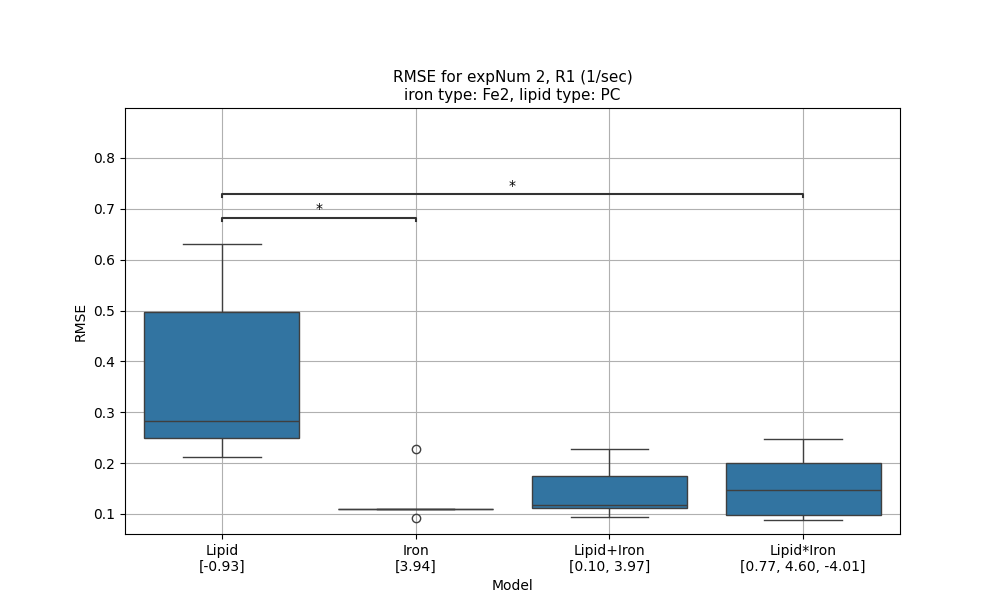 RMSE for expNum 2, R1 (1/sec)
iron type: Fe2, lipid type: PC
RMSE
0.8
0.7
0.6
0.5
0.4
0.3
0.2
0.1
*
*
Lipid
[-0.93]
Iron
[3.94]
Lipid+Iron
[0.10, 3.97]
Lipid*Iron
[0.77, 4.60, -4.01]
Model